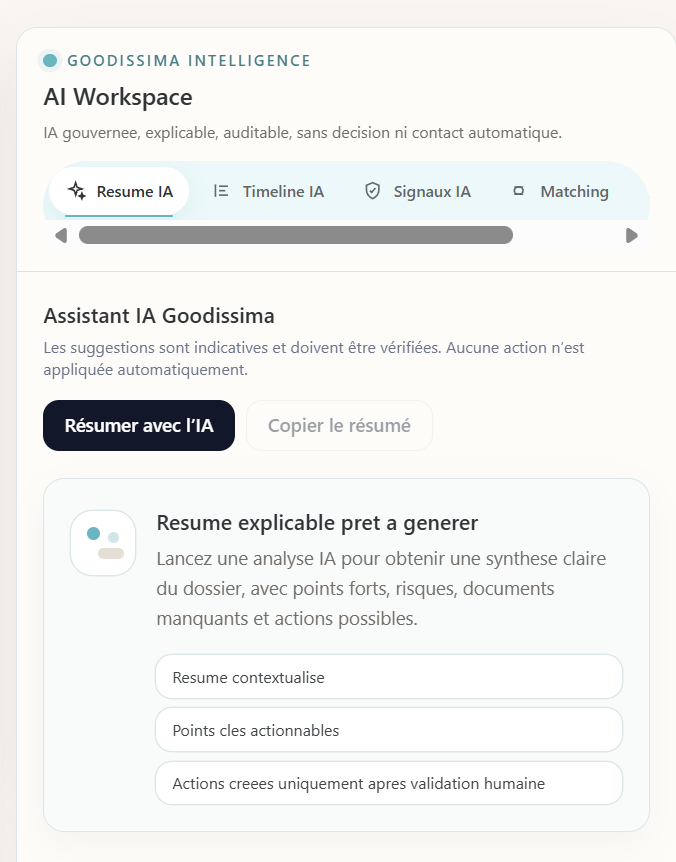 GOODISSIMA INTELLIGENCE
AI Workspace
IA gouvernee, explicable, auditable, sans decision ni contact automatique.
Resume IA
Timeline IA
Signaux IA
Matching
Assistant IA Goodissima
Les suggestions sont indicatives et doivent être vérifiées. Aucune action n’est
appliquée automatiquement.
Résumer avec l’IA
Copier le résumé
Resume explicable pret a generer
Lancez une analyse IA pour obtenir une synthese claire
du dossier, avec points forts, risques, documents
manquants et actions possibles.
Resume contextualise
Points cles actionnables
Actions creees uniquement apres validation humaine